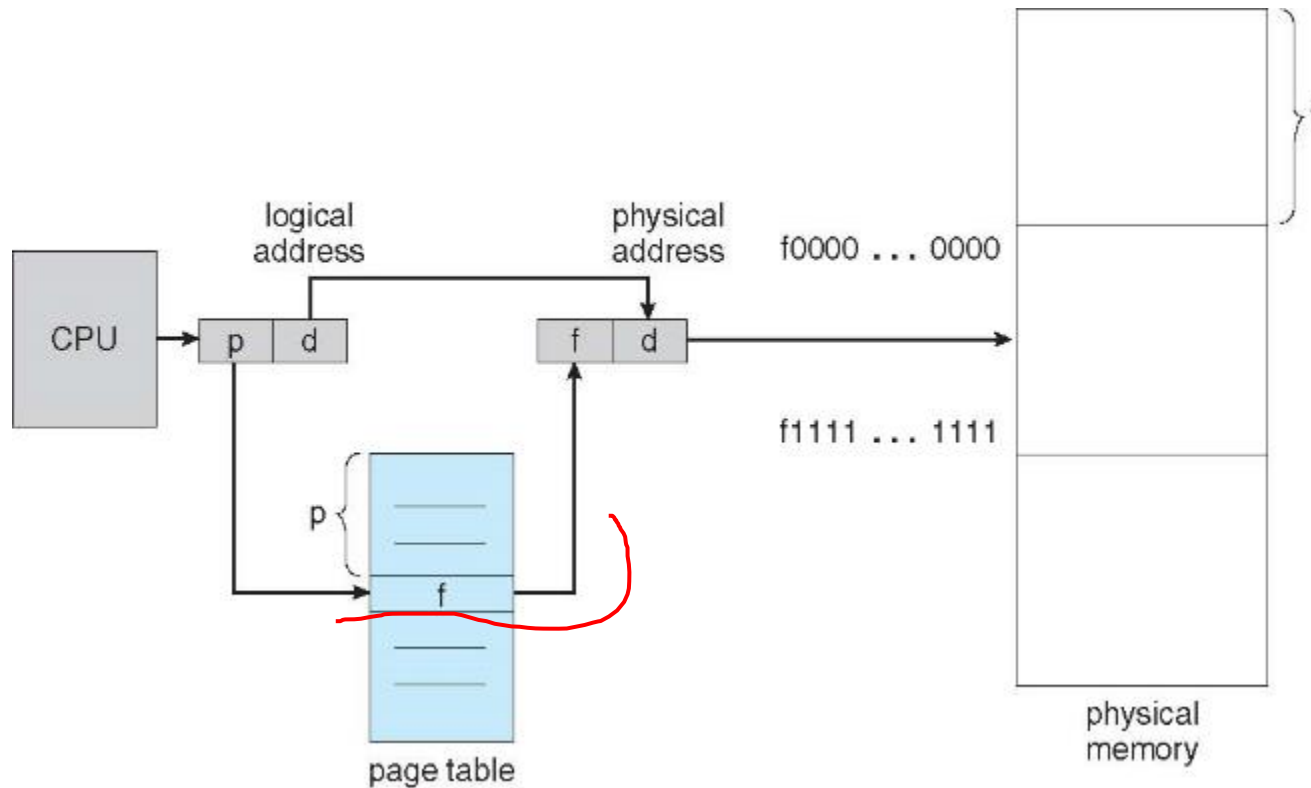 logical
address
physical
address
f0000 ... 0000
CPU
p d
f d
f1111 ... 1111
p
f
page table
physical
memory